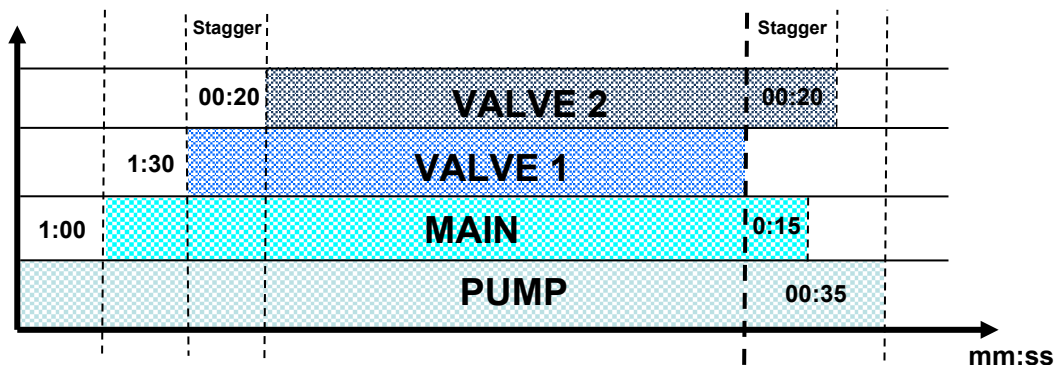 Stagger Stagger
00:20 VALVE 2 00:20
1:30 VALVE 1
1:00 MAIN 0:15
PUMP 00:35
mm:ss